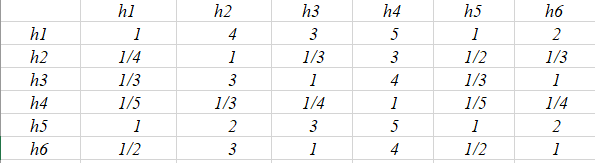 h1 h2 h3 h4 h5 h6
h1 1 4 3 5 1 2
h2 1/4 1 1/3 3 1/2 1/3
h3 1/3 3 1 4 1/3 1
h4 1/5 1/3 1/4 1 1/5 1/4
h5 1 2 3 5 1 2
h6 1/2 3 1 4 1/2 1